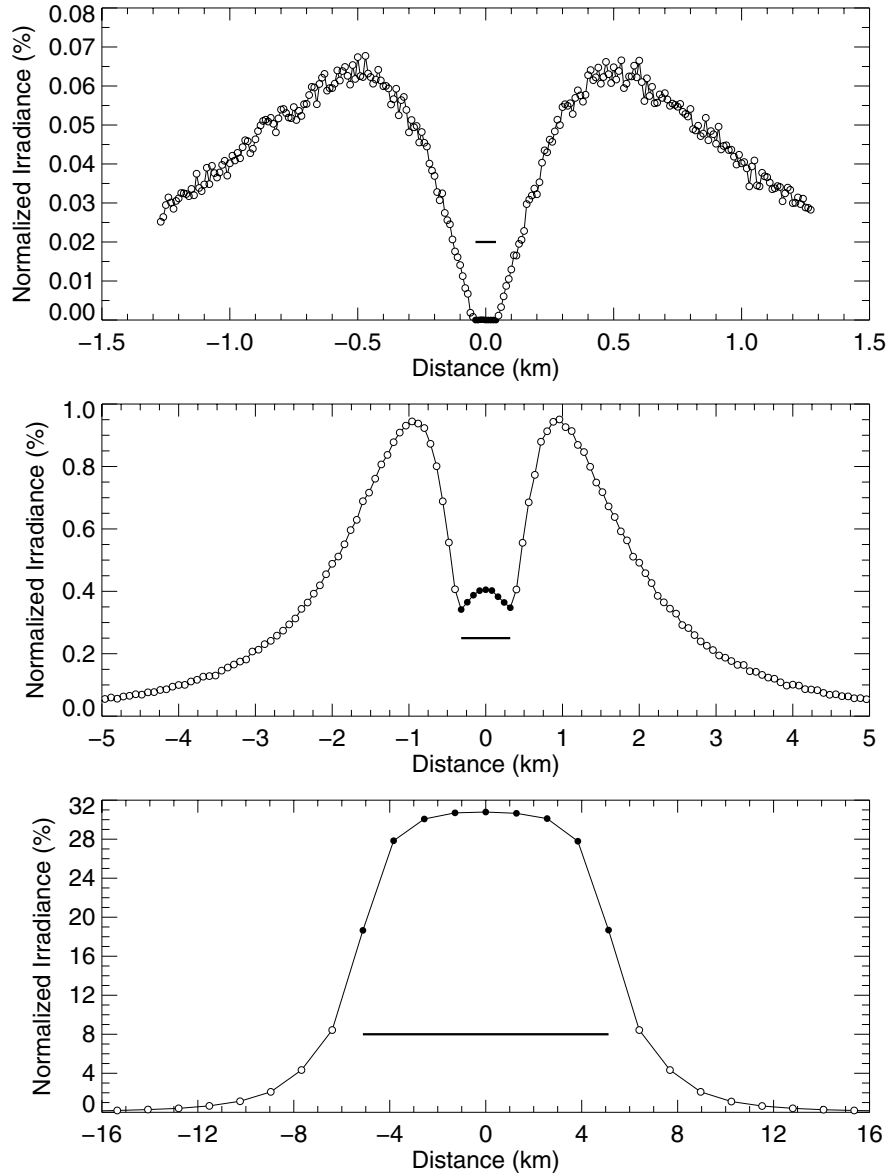 Normalized Irradiance (%)
0.08
0.07
0.06
0.05
0.04
0.03
0.02
0.01
0.00
−1.5 −1.0 −0.5 0.0 0.5 1.0 1.5
Distance (km)
Normalized Irradiance (%)
1.0
0.8
0.6
0.4
0.2
0.0
−5 −4 −3 −2 −1 0 1 2 3 4 5
Distance (km)
Normalized Irradiance (%)
32
28
24
20
16
12
8
4
0
−16 −12 −8 −4 0 4 8 12 16
Distance (km)